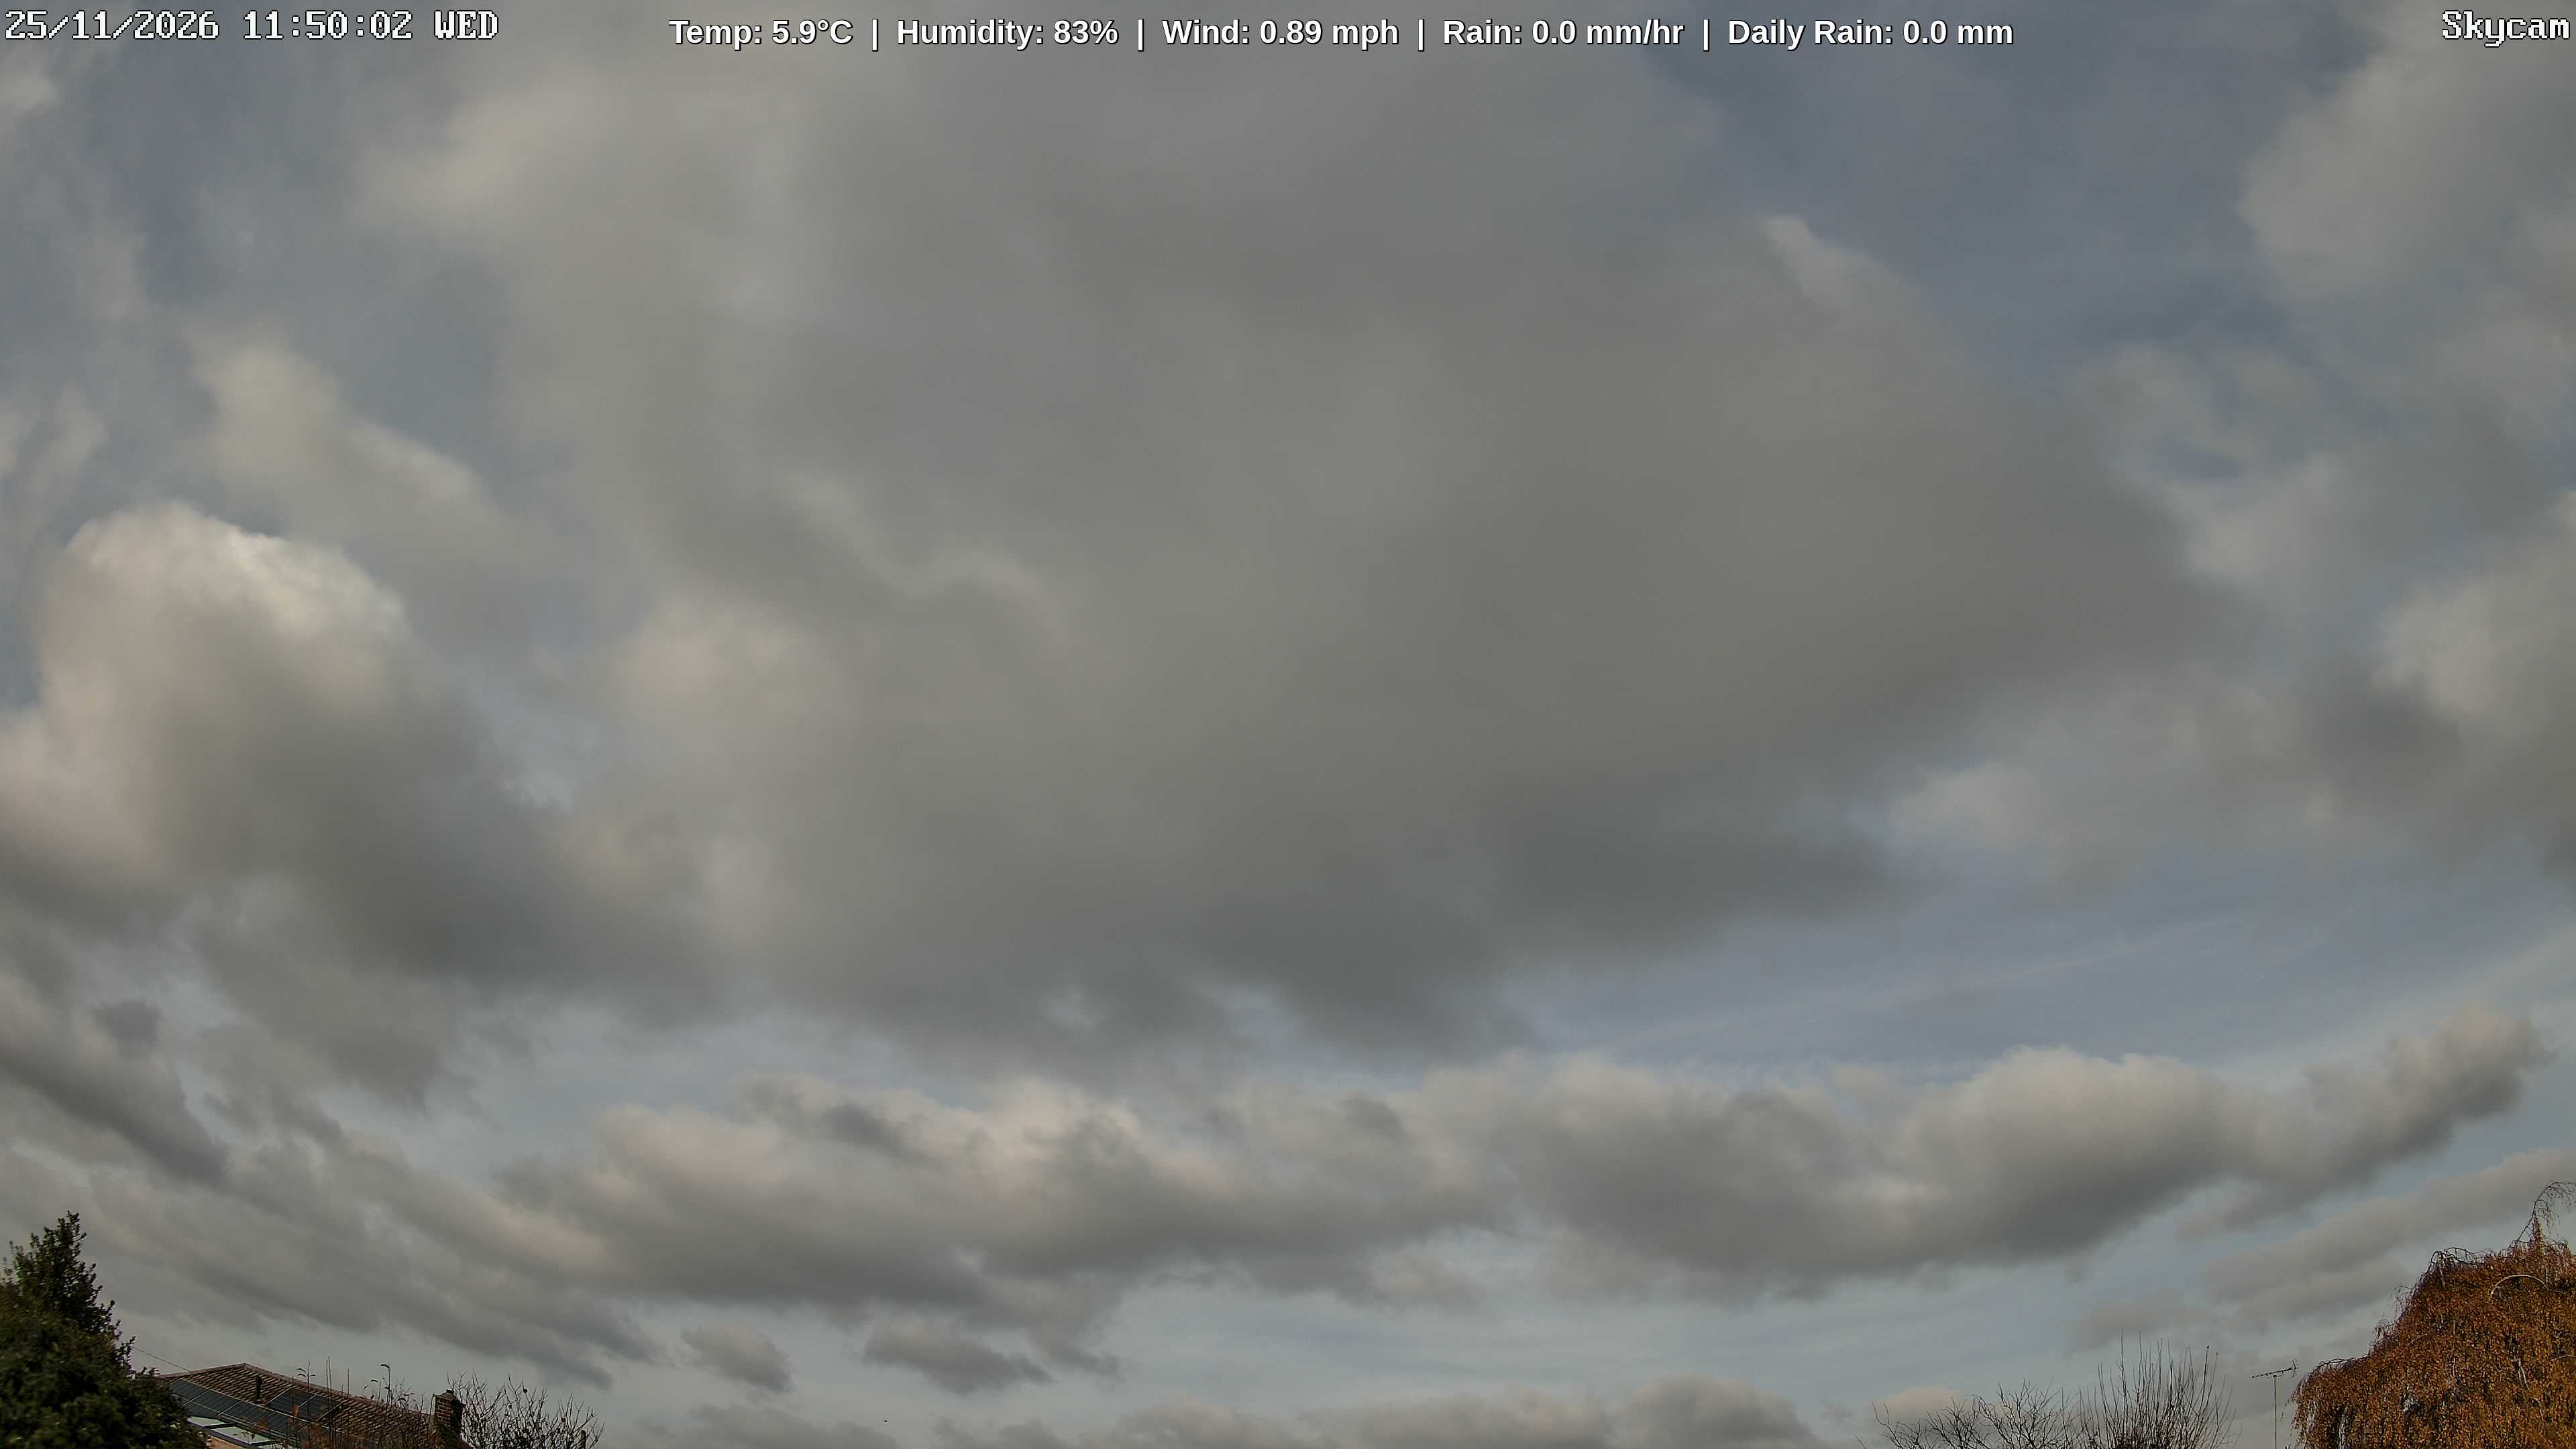 25/11/2026 11:50:02 WED
Temp: 5.9°C | Humidity: 83% | Wind: 0.89 mph | Rain: 0.0 mm/hr | Daily Rain: 0.0 mm
Skycam